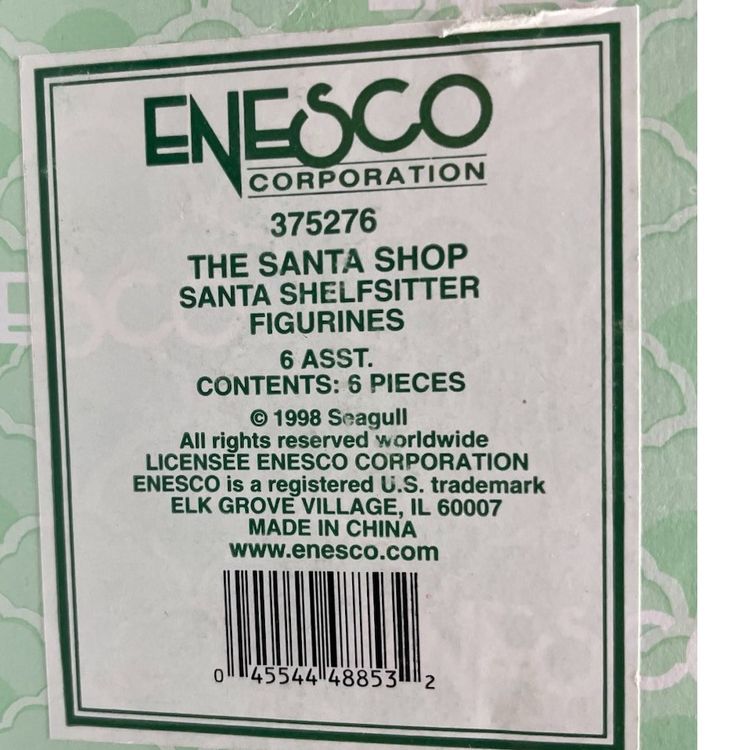 ENESCO
CORPORATION
375276
THE SANTA SHOP
SANTA SHELFSITTER
FIGURINES
6 ASST.
CONTENTS: 6 PIECES
© 1998 Seagull
All rights reserved worldwide
LICENSEE ENESCO CORPORATION
ENESCO is a registered U.S. trademark
ELK GROVE VILLAGE, IL 60007
MADE IN CHINA
www.enesco.com
0 45544 48853 2